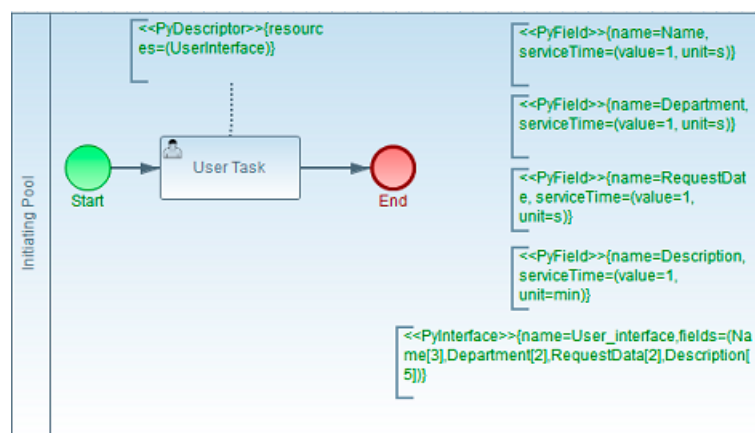 <<PyDescriptor>>{resourc
es=(UserInterface)}
<<PyField>>{name=Name,
serviceTime=(value=1, unit=s)}
<<PyField>>{name=Department,
serviceTime=(value=1, unit=s)}
<<PyField>>{name=RequestDat
e, serviceTime=(value=1,
unit=s)}
<<PyField>>{name=Description,
serviceTime=(value=1,
unit=min)}
<<PyInterface>>{name=User_interface,fields=(Na
me[3],Department[2],RequestData[2],Description[
5])}
Initiating Pool
Start
User Task
End